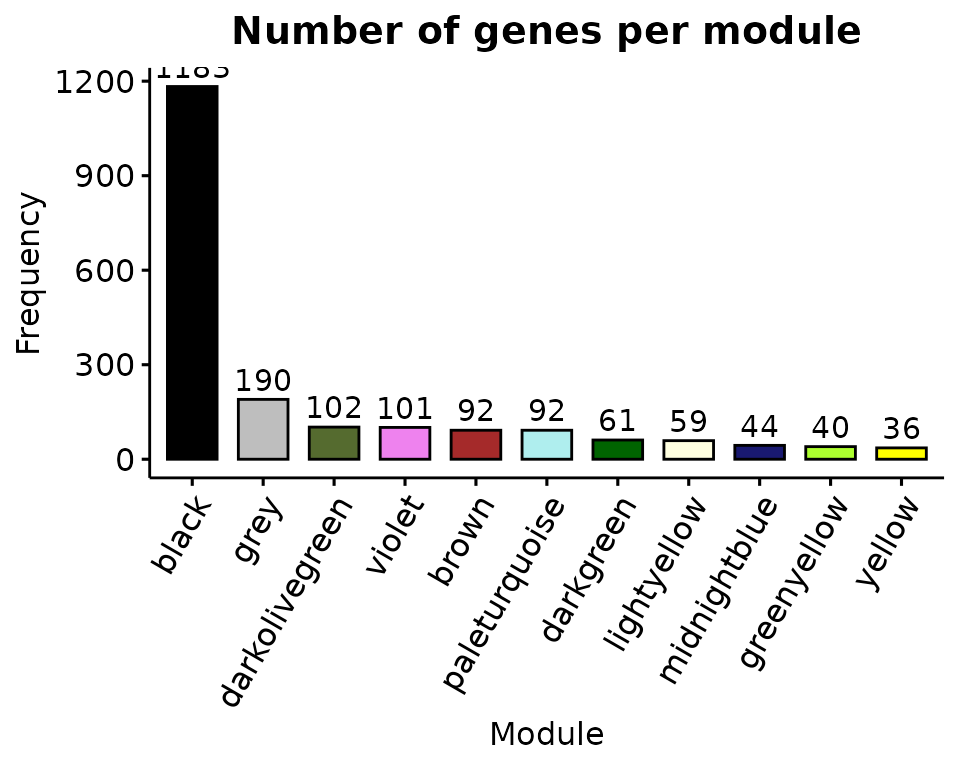 Number of genes per module
Frequency
1200
900
600
300
0
1183
190
102
101
92
92
61
59
44
40
36
black
grey
darkolivegreen
violet
brown
paleturquoise
darkgreen
lightyellow
midnightblue
greenyellow
yellow
Module